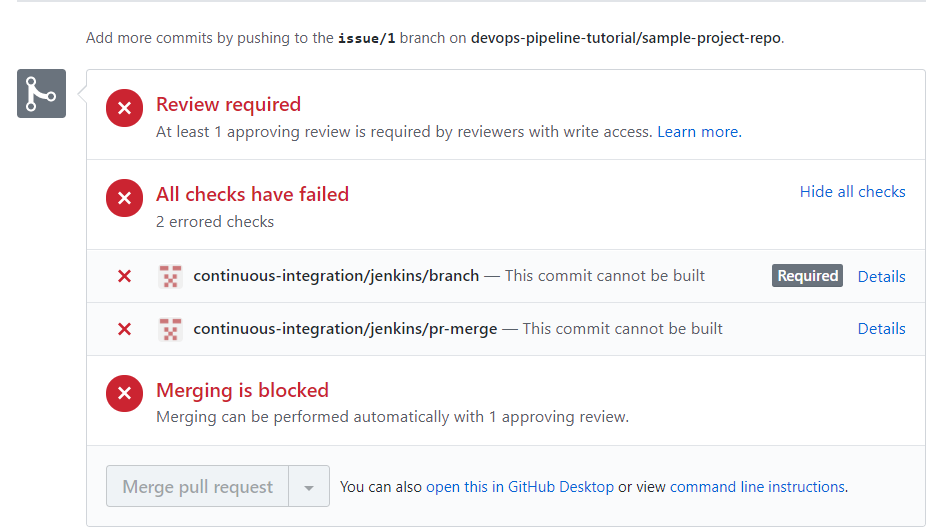 Add more commits by pushing to the issue/1 branch on devops-pipeline-tutorial/sample-project-repo.
Review required
At least 1 approving review is required by reviewers with write access. Learn more.
All checks have failed
Hide all checks
2 errored checks
continuous-integration/jenkins/branch — This commit cannot be built Required Details
continuous-integration/jenkins/pr-merge — This commit cannot be built Details
Merging is blocked
Merging can be performed automatically with 1 approving review.
Merge pull request You can also open this in GitHub Desktop or view command line instructions.